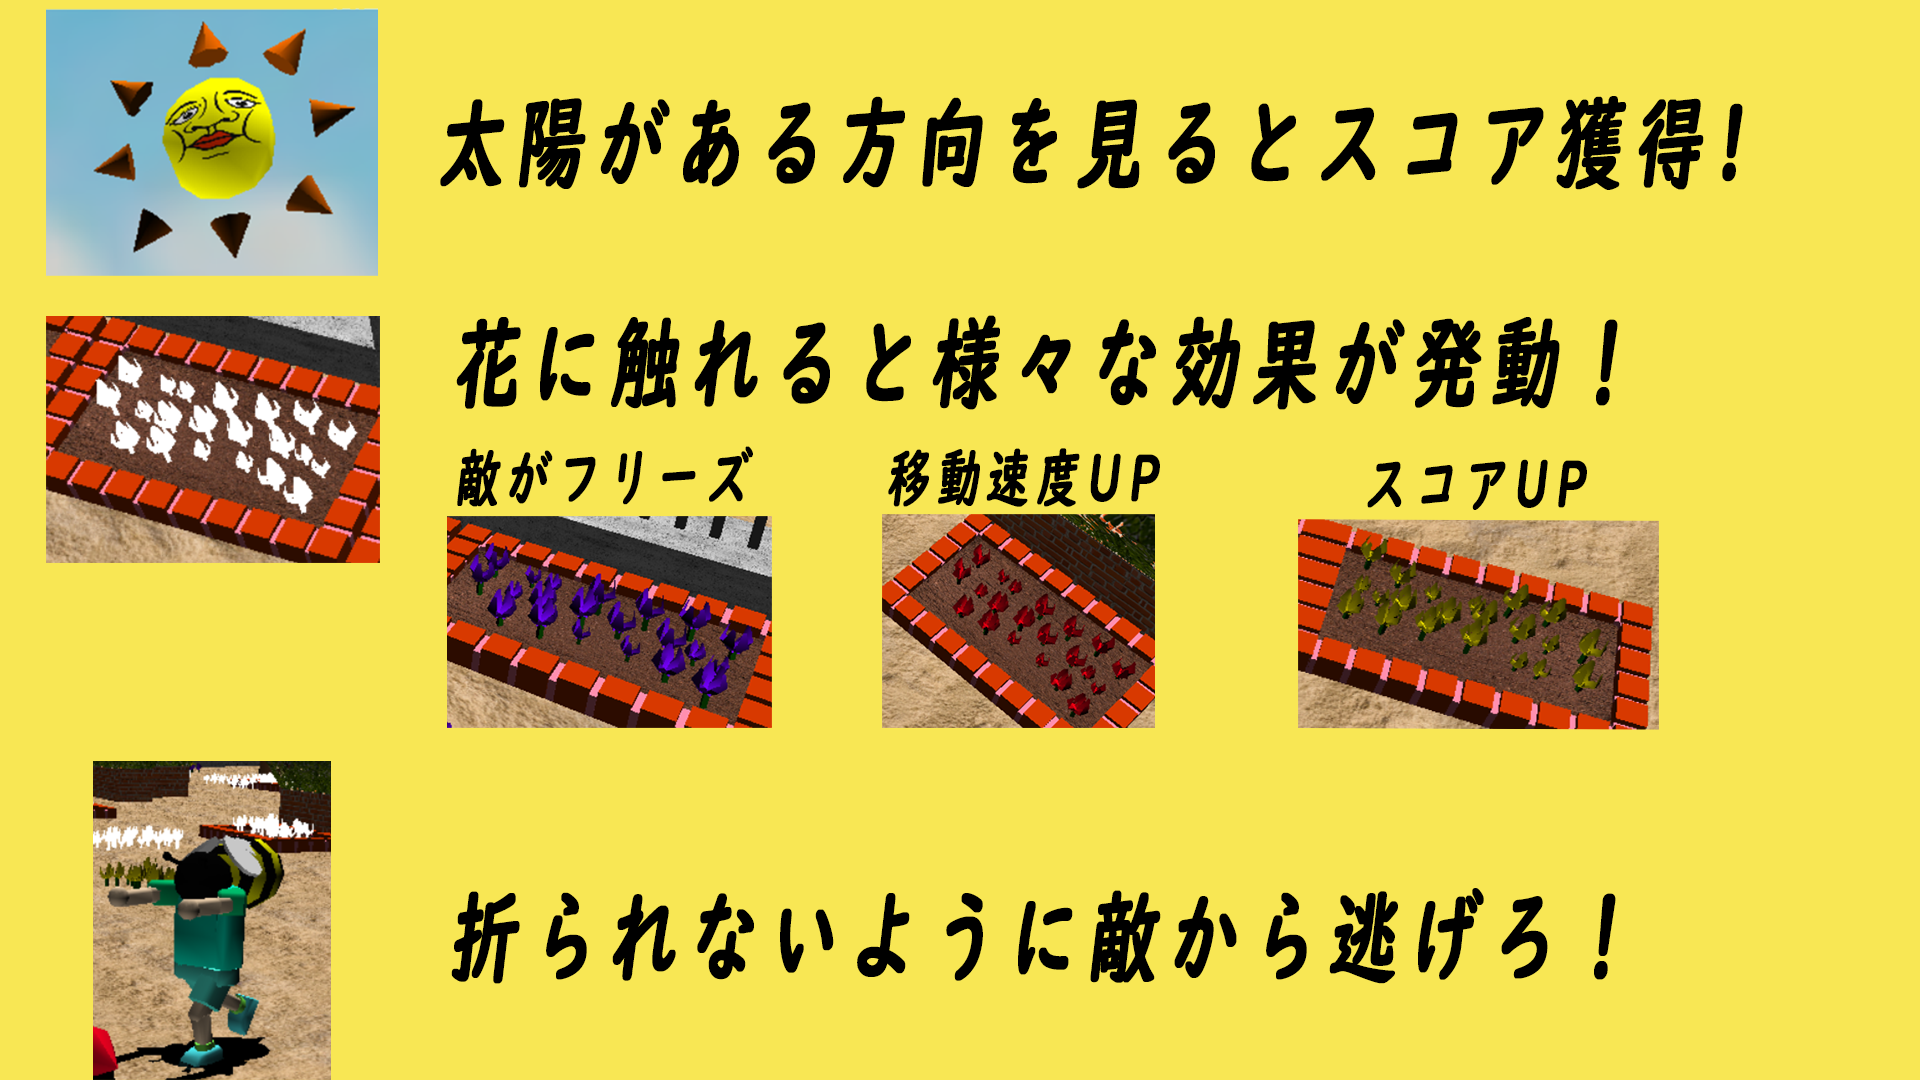 太陽がある方向を見るとスコア獲得!
花に触れると様々な効果が発動！
敵がフリーズ
移動速度UP
スコアUP
折られないように敵から逃げろ！